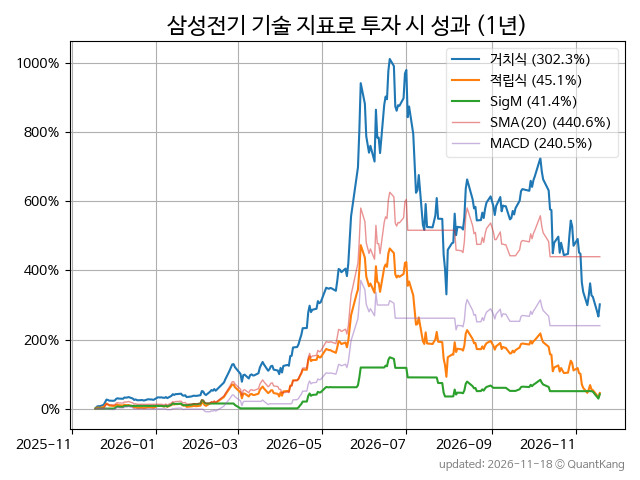 삼성전기 기술 지표로 투자 시 성과 (1년)
거치식 (302.3%)
적립식 (45.1%)
SigM (41.4%)
SMA(20) (440.6%)
MACD (240.5%)
1000%
800%
600%
400%
200%
0%
2025-11 2026-01 2026-03 2026-05 2026-07 2026-09 2026-11
updated: 2026-11-18 © QuantKang